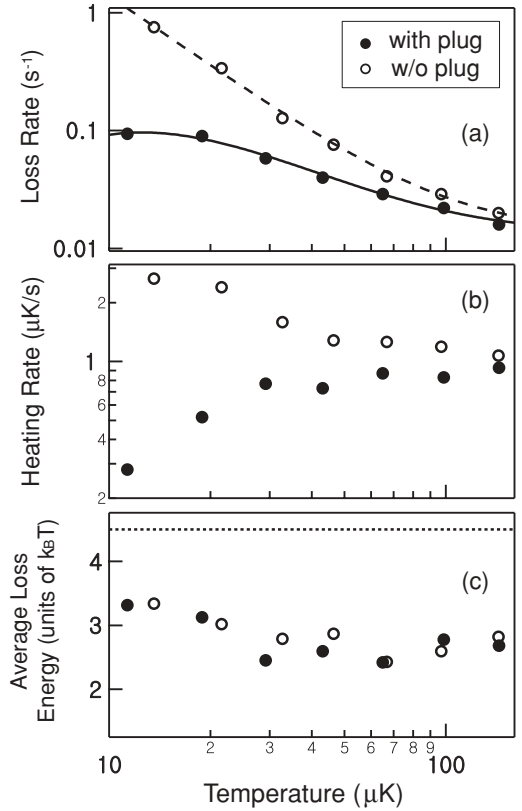 1
with plug
w/o plug
0.1
(a)
Loss Rate (s⁻¹)
0.01
2
(b)
1
8
6
4
2
Heating Rate (μK/s)
4
(c)
3
2
Average Loss
Energy (units of kBT)
10 2 3 4 5 6 7 8 9 100
Temperature (μK)